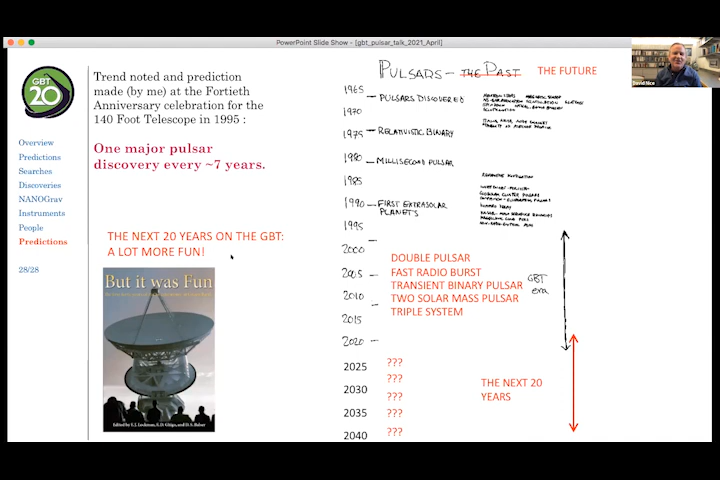 PowerPoint Slide Show - [gbt_pulsar_talk_2021_April]
David Nice
GBT
20
Overview
Predictions
Searches
Discoveries
NANOGrav
Instruments
People
Predictions
28/28
Trend noted and prediction
made (by me) at the Fortieth
Anniversary celebration for the
140 Foot Telescope in 1995 :
One major pulsar
discovery every ~7 years.
THE NEXT 20 YEARS ON THE GBT:
A LOT MORE FUN!
But it was Fun
PULSARS – THE PAST THE FUTURE
1965
PULSARS DISCOVERED
1970
1975
RELATIVISTIC BINARY
1980
MILLISECOND PULSAR
1985
1990
FIRST EXTRASOLAR
PLANETS
1995
2000
DOUBLE PULSAR
2005
FAST RADIO BURST
TRANSIENT BINARY PULSAR
2010
TWO SOLAR MASS PULSAR
TRIPLE SYSTEM
GBT
era
2015
2020
2025 ???
???
2030 ???
THE NEXT 20
YEARS
2035 ???
2040 ???